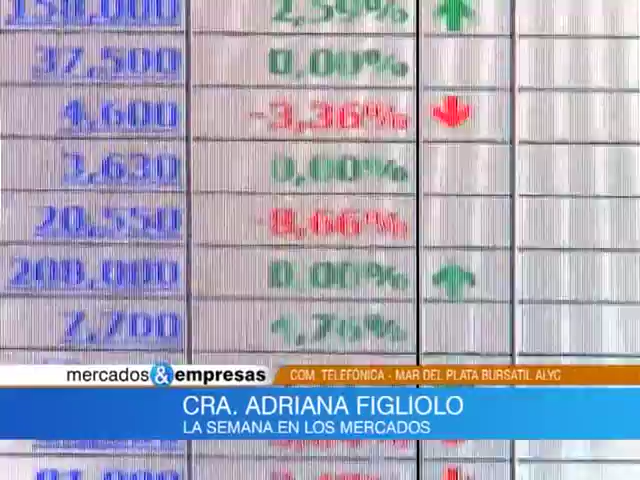 158,000 2,59%
37,500 0,00%
4,600 -3,36%
3,630 0,00%
20,550 -8,66%
208,000 0,00%
7,700 4,76%
mercados&empresas COM. TELEFÓNICA - MAR DEL PLATA BURSATIL ALYC
CRA. ADRIANA FIGLIOLO
LA SEMANA EN LOS MERCADOS